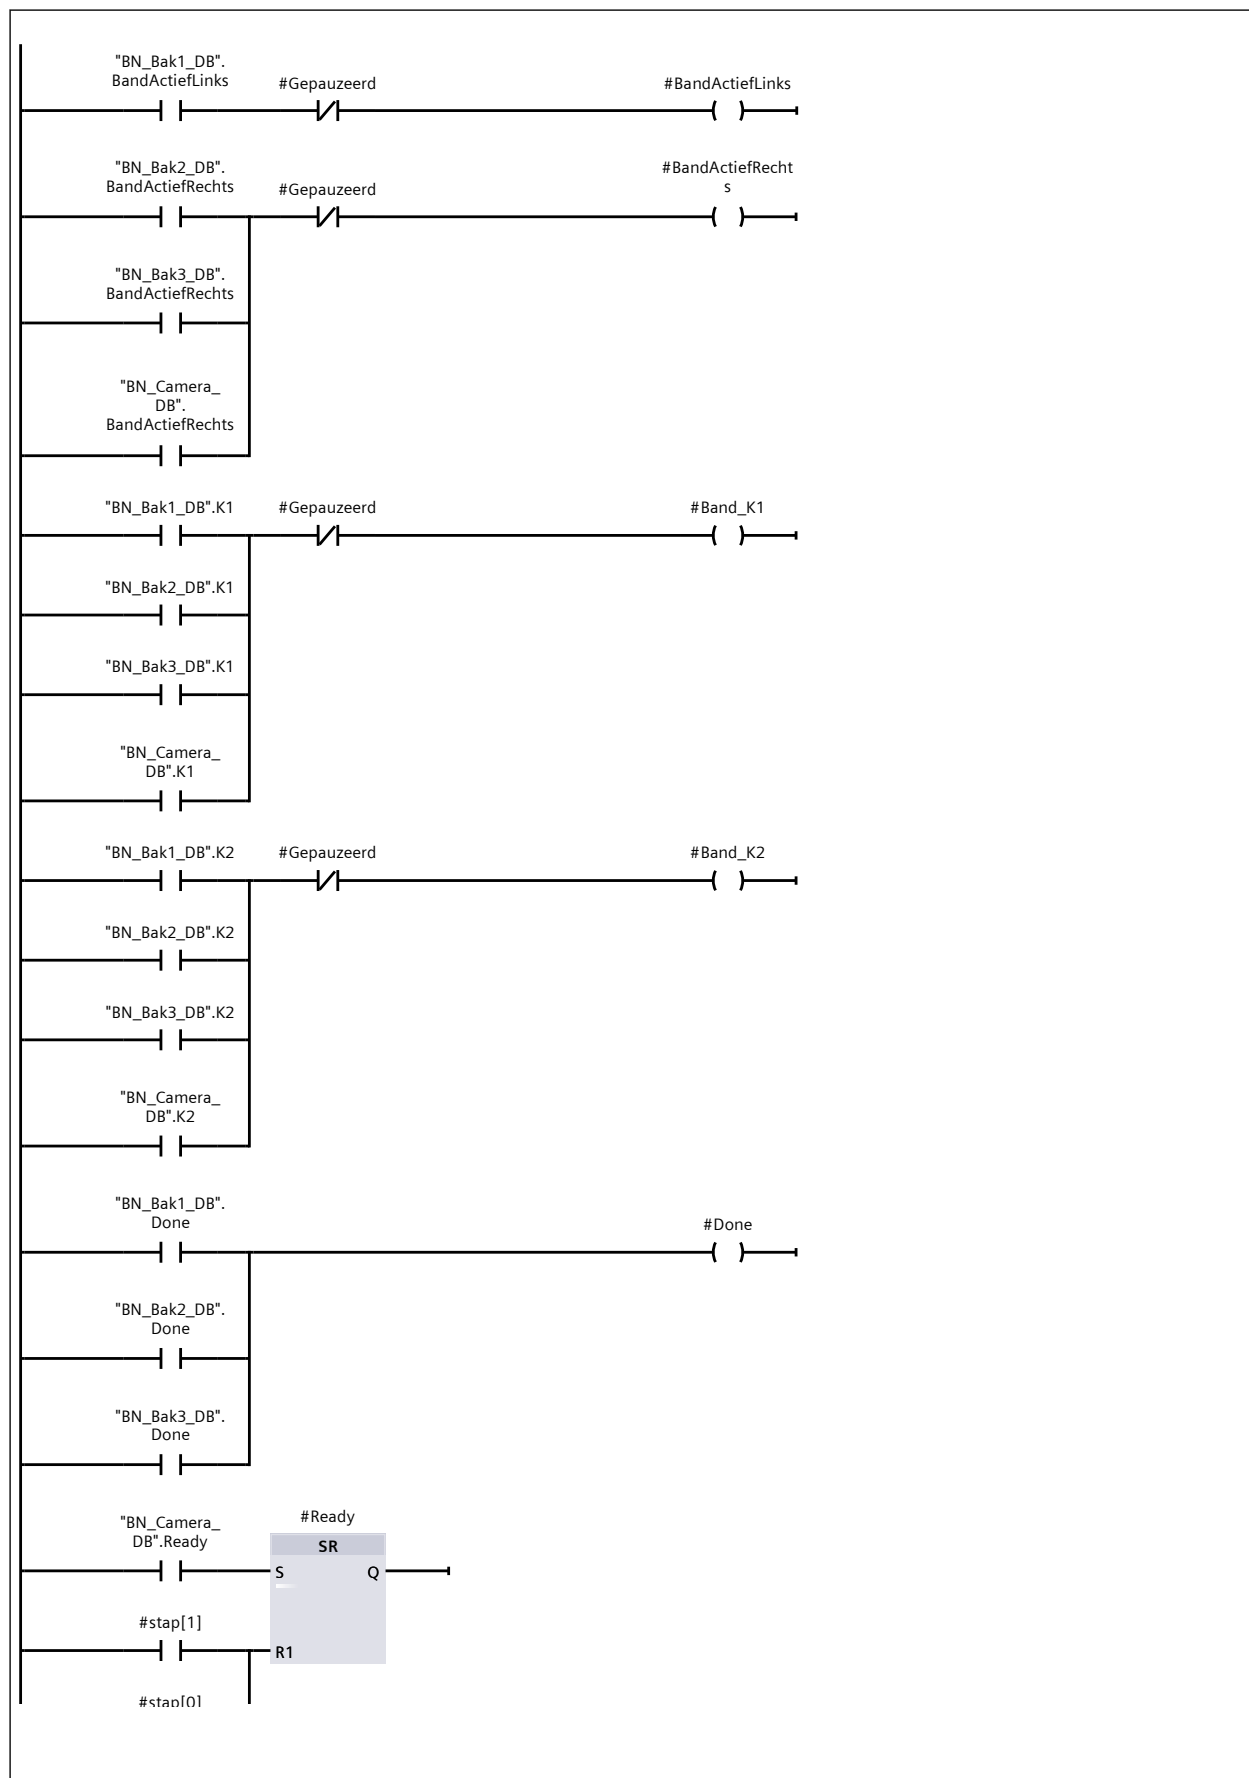 "BN_Bak1_DB".
BandActiefLinks
#Gepauzeerd
#BandActiefLinks
"BN_Bak2_DB".
BandActiefRechts
#Gepauzeerd
#BandActiefRecht
s
"BN_Bak3_DB".
BandActiefRechts
"BN_Camera_
DB".
BandActiefRechts
"BN_Bak1_DB".K1
#Gepauzeerd
#Band_K1
"BN_Bak2_DB".K1
"BN_Bak3_DB".K1
"BN_Camera_
DB".K1
"BN_Bak1_DB".K2
#Gepauzeerd
#Band_K2
"BN_Bak2_DB".K2
"BN_Bak3_DB".K2
"BN_Camera_
DB".K2
"BN_Bak1_DB".
Done
#Done
"BN_Bak2_DB".
Done
"BN_Bak3_DB".
Done
"BN_Camera_
DB".Ready
#Ready
SR
S
Q
#stap[1]
R1
#stap[0]